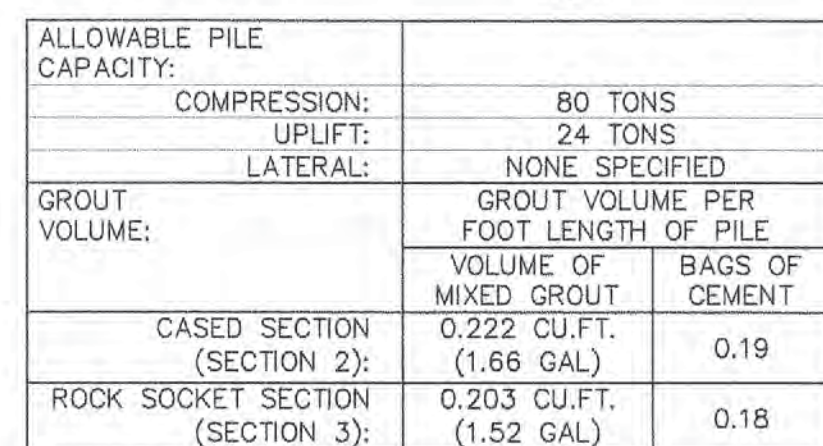 ALLOWABLE PILE
CAPACITY:
COMPRESSION: 80 TONS
UPLIFT: 24 TONS
LATERAL: NONE SPECIFIED
GROUT
VOLUME:
GROUT VOLUME PER
FOOT LENGTH OF PILE
VOLUME OF
MIXED GROUT
BAGS OF
CEMENT
CASED SECTION
(SECTION 2):
0.222 CU.FT.
(1.66 GAL)
0.19
ROCK SOCKET SECTION
(SECTION 3):
0.203 CU.FT.
(1.52 GAL)
0.18